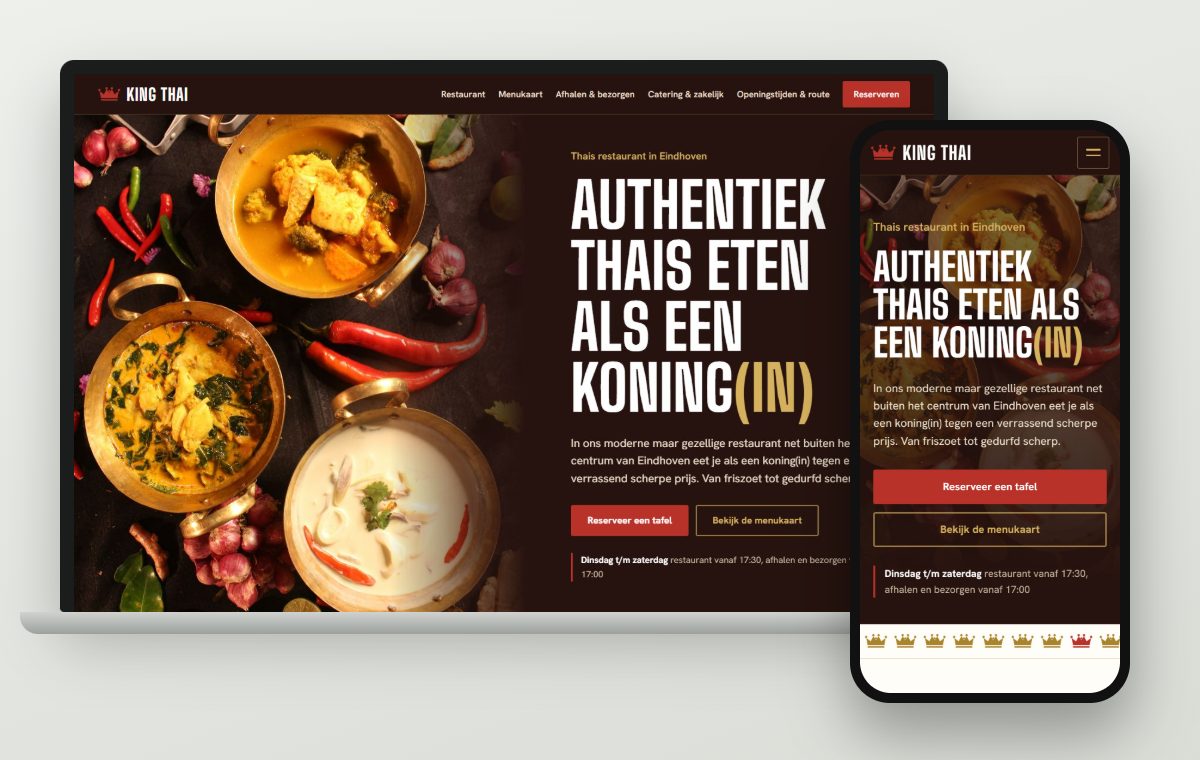 KING THAI
Restaurant Menukaart Afhalen & bezorgen Catering & zakelijk Openingstijden & route Reserveren
Thais restaurant in Eindhoven
AUTHENTIEK
THAIS ETEN
ALS EEN
KONING(IN)
In ons moderne maar gezellige restaurant net buiten
centrum van Eindhoven eet je als een koning(in) tegen
verrassend scherpe prijs. Van friszoet tot gedurfd
Reserveer een tafel
Bekijk de menukaart
Dinsdag t/m zaterdag restaurant vanaf 17:30, afhalen en bezorgen
17:00
KING THAI
Thais restaurant in Eindhoven
AUTHENTIEK
THAIS ETEN ALS
EEN KONING(IN)
In ons moderne maar gezellige restaurant net
buiten het centrum van Eindhoven eet je als
een koning(in) tegen een verrassend scherpe
prijs. Van friszoet tot gedurfd scherp.
Reserveer een tafel
Bekijk de menukaart
Dinsdag t/m zaterdag restaurant vanaf 17:30,
afhalen en bezorgen vanaf 17:00